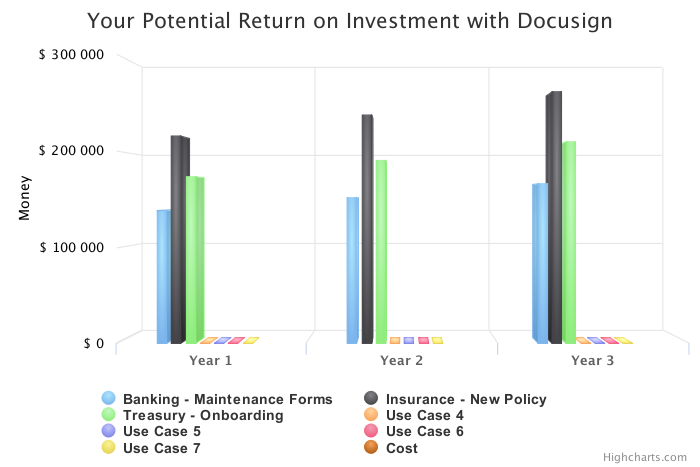 Your Potential Return on Investment with Docusign
$ 300 000
$ 200 000
$ 100 000
$ 0
Money
Year 1
Year 2
Year 3
Banking - Maintenance Forms
Insurance - New Policy
Treasury - Onboarding
Use Case 4
Use Case 5
Use Case 6
Use Case 7
Cost
Highcharts.com